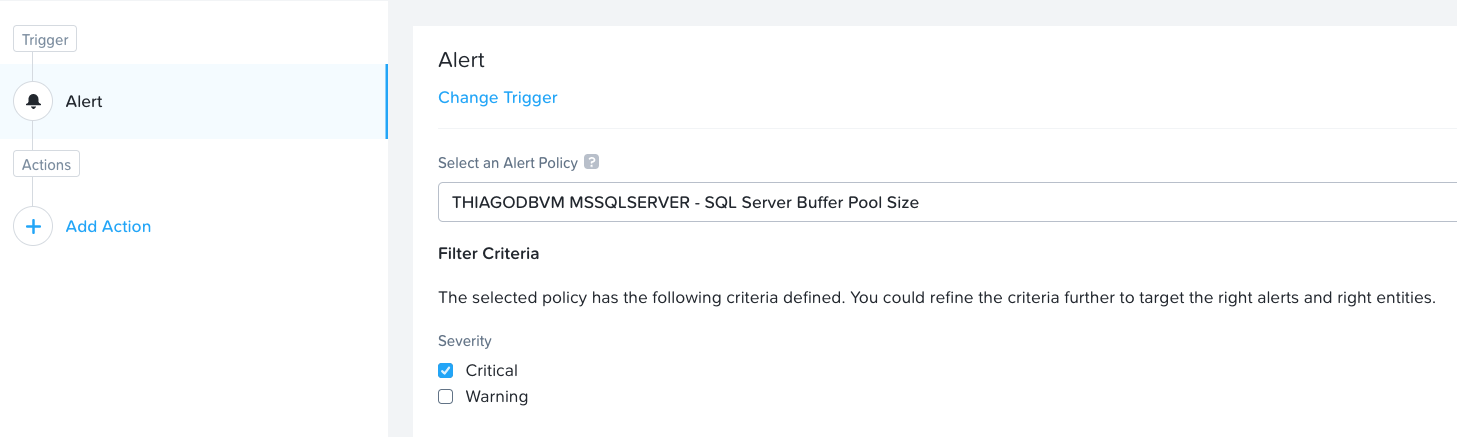 Trigger
Alert
Actions
Add Action
Alert
Change Trigger
Select an Alert Policy ?
THIAGODBVM MSSQLSERVER - SQL Server Buffer Pool Size
Filter Criteria
The selected policy has the following criteria defined. You could refine the criteria further to target the right alerts and right entities.
Severity
Critical
Warning